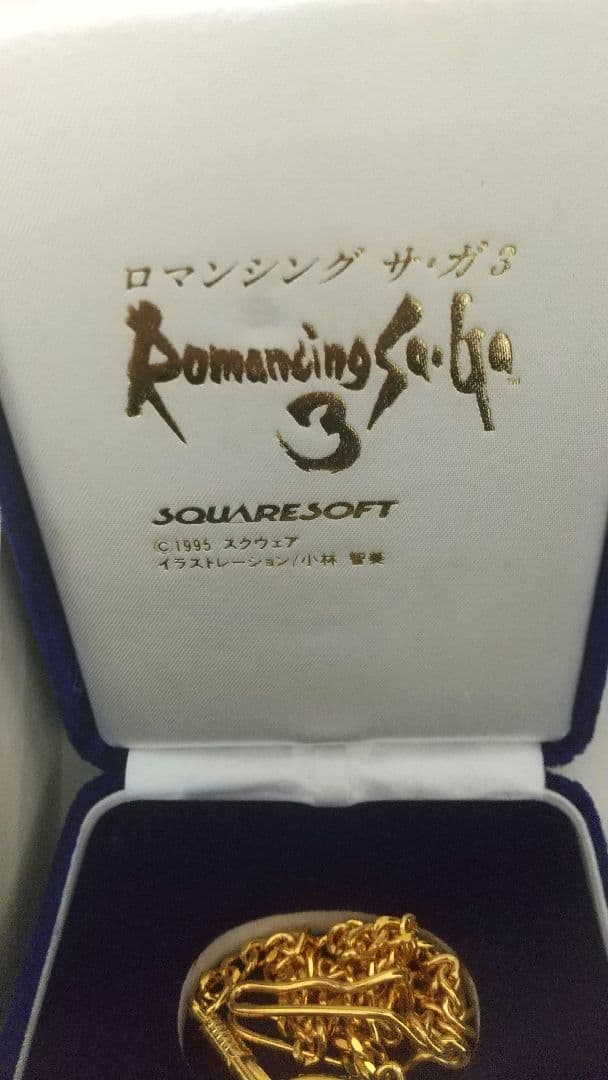 ロマンシング サ・ガ3
Romancing Sa・Ga™
3
SQUARESOFT
©1995 スクウェア
イラストレーション/小林 智美